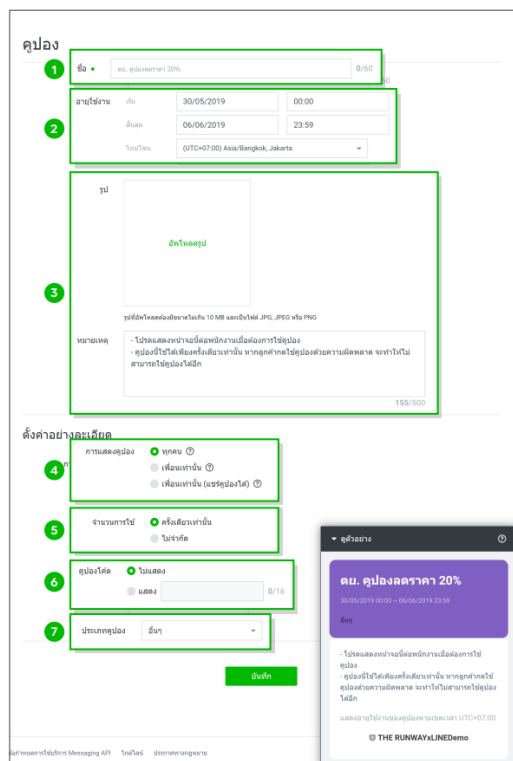 คูปอง
1
ชื่อ
ตย. คูปองลดราคา 20%
0/60
2
อายุใช้งาน
เริ่ม
30/05/2019
00:00
สิ้นสุด
06/06/2019
23:59
ไทม์โซน
(UTC+07:00) Asia/Bangkok, Jakarta
3
รูป
อัพโหลดรูป
รูปที่อัพโหลดต้องมีขนาดไม่เกิน 10 MB และเป็นไฟล์ JPG, JPEG หรือ PNG
หมายเหตุ
- โปรดแสดงหน้าจอนี้ต่อพนักงานเมื่อต้องการใช้คูปอง
- คูปองนี้ใช้ได้เพียงครั้งเดียวเท่านั้น หากลูกค้ากดใช้คูปองด้วยความผิดพลาด จะทำให้ไม่
สามารถใช้คูปองได้อีก
155/500
ตั้งค่าอย่างละเอียด
4
การแสดงคูปอง
ทุกคน
เพื่อนเท่านั้น
เพื่อนเท่านั้น (แชร์คูปองได้)
5
จำนวนการใช้
ครั้งเดียวเท่านั้น
ไม่จำกัด
6
คูปองโค้ด
ไม่แสดง
แสดง
0/16
7
ประเภทคูปอง
อื่นๆ
บันทึก
ดูตัวอย่าง
ตย. คูปองลดราคา 20%
30/05/2019 00:00 ~ 06/06/2019 23:59
อื่นๆ
- โปรดแสดงหน้าจอนี้ต่อพนักงานเมื่อต้องการใช้
คูปอง
- คูปองนี้ใช้ได้เพียงครั้งเดียวเท่านั้น หากลูกค้ากดใช้
คูปองด้วยความผิดพลาด จะทำให้ไม่สามารถใช้คูปอง
ได้อีก
แสดงอายุใช้งานของคูปองตามเขตเวลา UTC+07:00
THE RUNWAYxLINEDemo
ข้อกำหนดการใช้บริการ Messaging API ไกด์ไลน์ ประกาศทางกฎหมาย